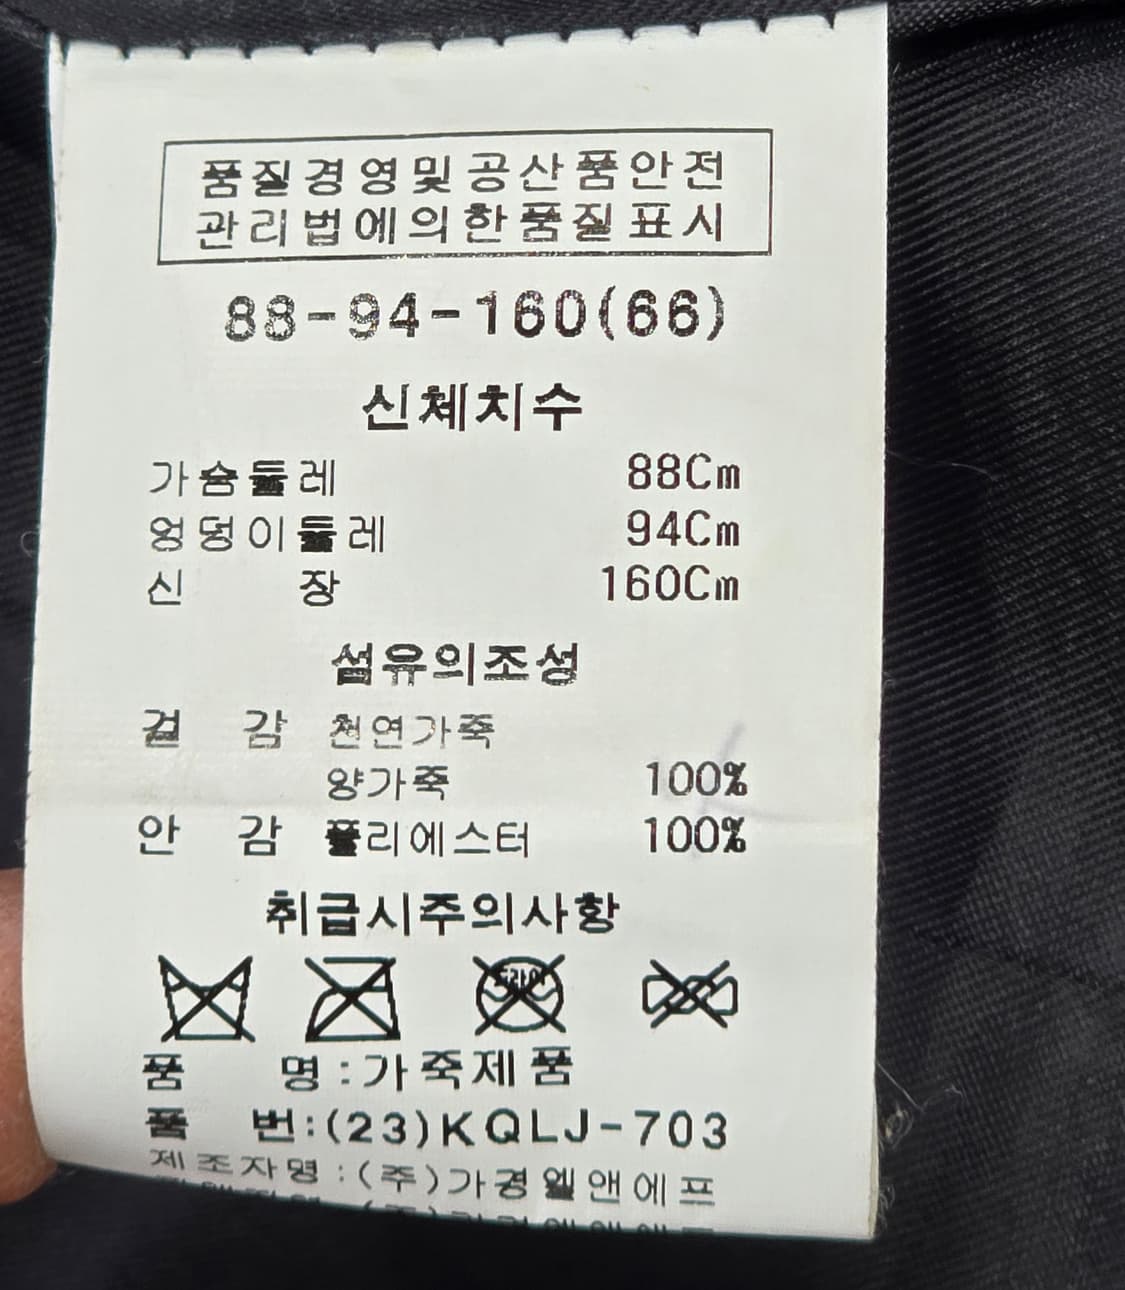 품질경영및공산품안전
관리법에의한품질표시
88-94-160(66)
신체치수
가슴둘레 88Cm
엉덩이둘레 94Cm
신 장 160Cm
섬유의조성
겉 감 천연가죽
양가죽 100%
안 감 폴리에스터 100%
취급시주의사항
드라이
품 명:가죽제품
품 번:(23)KQLJ-703
제조자명:(주)가경엘앤에프